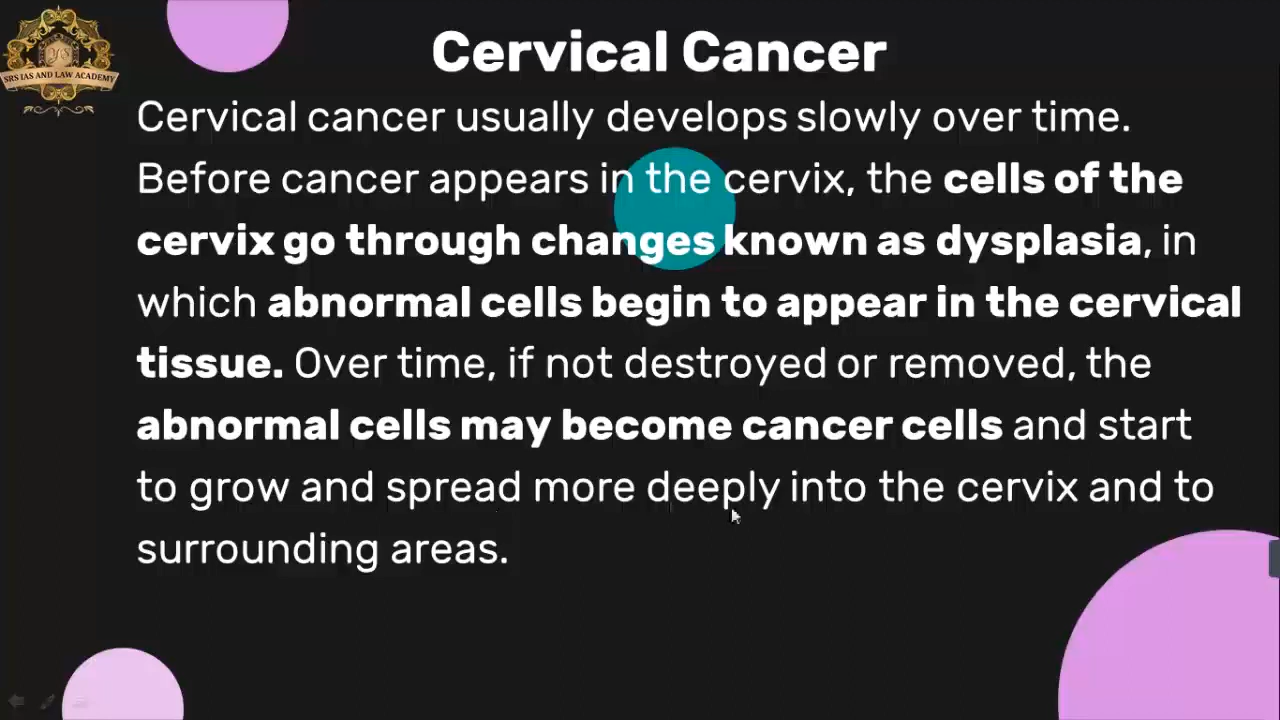 SRS IAS AND LAW ACADEMY
Cervical Cancer
Cervical cancer usually develops slowly over time.
Before cancer appears in the cervix, the cells of the
cervix go through changes known as dysplasia, in
which abnormal cells begin to appear in the cervical
tissue. Over time, if not destroyed or removed, the
abnormal cells may become cancer cells and start
to grow and spread more deeply into the cervix and to
surrounding areas.